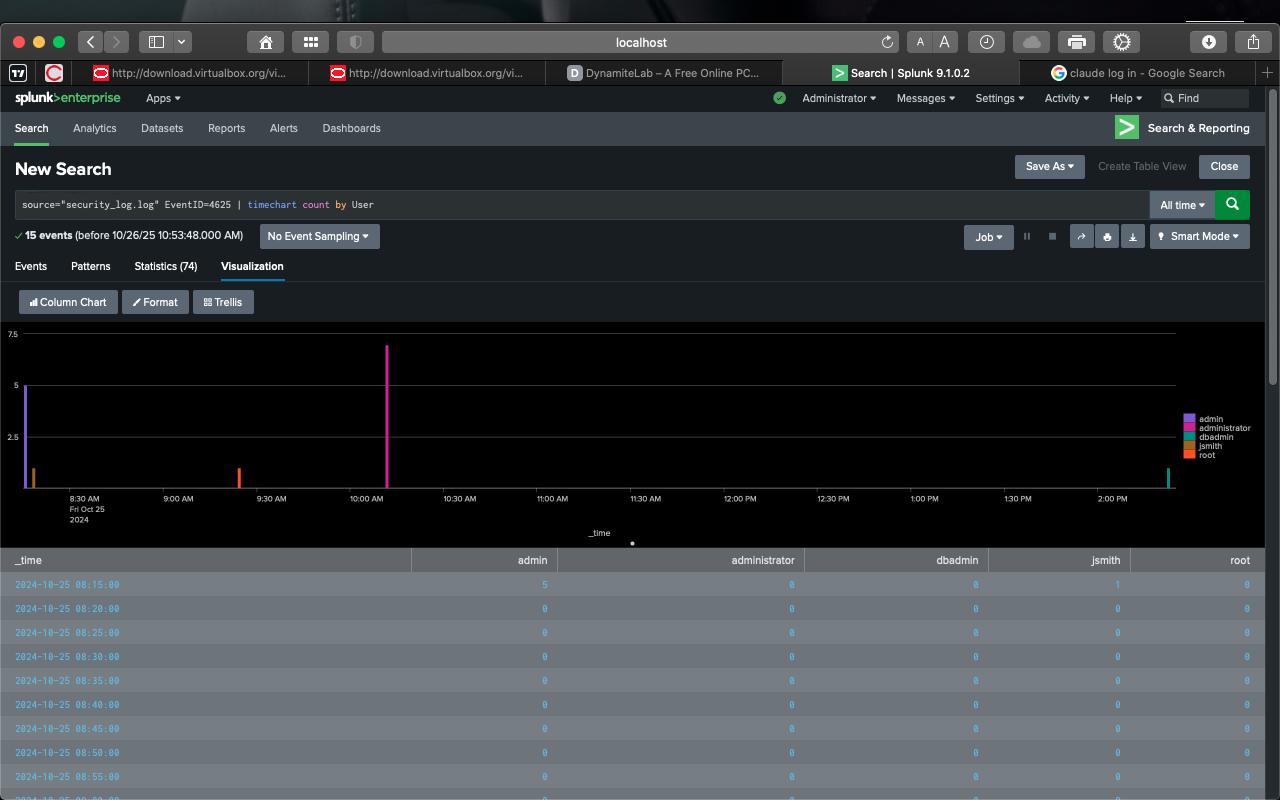 localhost
A A
http://download.virtualbox.org/vi... http://download.virtualbox.org/vi... D DynamiteLab – A Free Online PC... Search | Splunk 9.1.0.2 claude log in - Google Search
splunk>enterprise Apps Administrator Messages Settings Activity Help Find
Search Analytics Datasets Reports Alerts Dashboards Search & Reporting
New Search Save As Create Table View Close
source="security_log.log" EventID=4625 | timechart count by User All time
15 events (before 10/26/25 10:53:48.000 AM) No Event Sampling Job Smart Mode
Events Patterns Statistics (74) Visualization
Column Chart Format Trellis
7.5
5
2.5
admin
administrator
dbadmin
jsmith
root
8:30 AM 9:00 AM 9:30 AM 10:00 AM 10:30 AM 11:00 AM 11:30 AM 12:00 PM 12:30 PM 1:00 PM 1:30 PM 2:00 PM
Fri Oct 25
2024
_time
_time admin administrator dbadmin jsmith root
2024-10-25 08:15:00 5 0 0 1 0
2024-10-25 08:20:00 0 0 0 0 0
2024-10-25 08:25:00 0 0 0 0 0
2024-10-25 08:30:00 0 0 0 0 0
2024-10-25 08:35:00 0 0 0 0 0
2024-10-25 08:40:00 0 0 0 0 0
2024-10-25 08:45:00 0 0 0 0 0
2024-10-25 08:50:00 0 0 0 0 0
2024-10-25 08:55:00 0 0 0 0 0